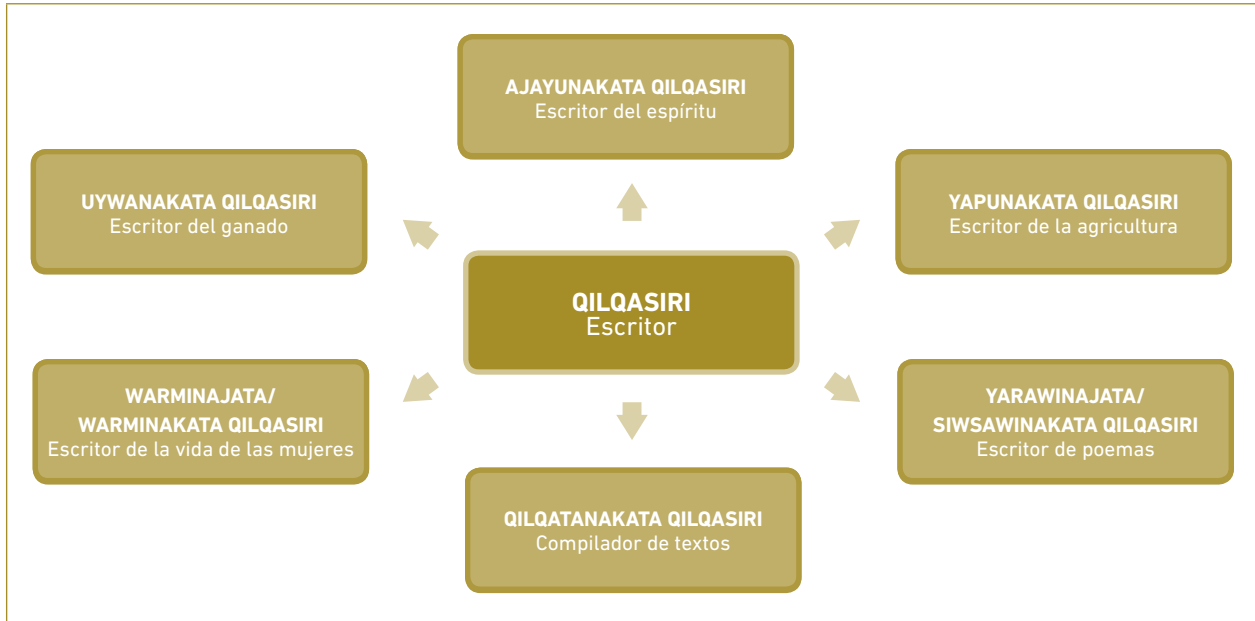 AJAYUNAKATA QILQASIRI
Escritor del espíritu
UYWANAKATA QILQASIRI
Escritor del ganado
YAPUNAKATA QILQASIRI
Escritor de la agricultura
QILQASIRI
Escritor
WARMINAJATA/
WARMINAKATA QILQASIRI
Escritor de la vida de las mujeres
YARAWINAJATA/
SIWSAWINAKATA QILQASIRI
Escritor de poemas
QILQATANAKATA QILQASIRI
Compilador de textos